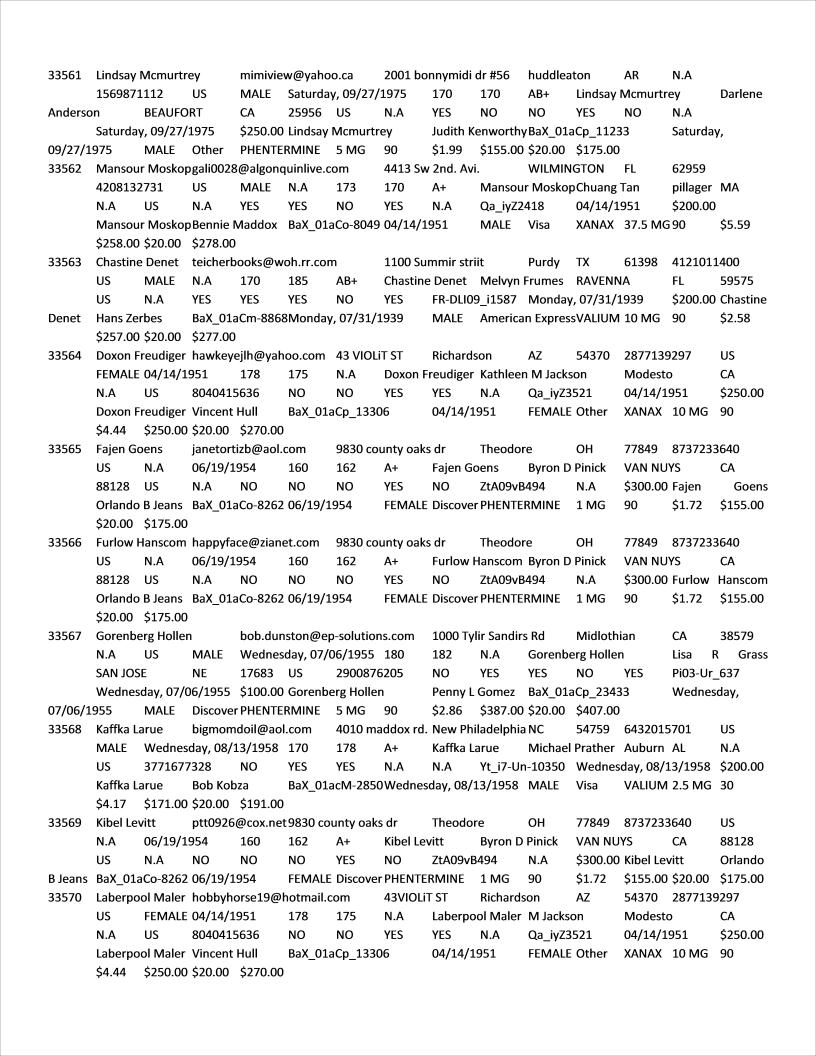 33561 Lindsay Mcmurtrey mimiview@yahoo.ca 2001 bonnymidi dr #56 huddleaton AR N.A
1569871112 US MALE Saturday, 09/27/1975 170 170 AB+ Lindsay Mcmurtrey Darlene
Anderson BEAUFORT CA 25956 US N.A YES NO NO YES NO N.A
Saturday, 09/27/1975 $250.00 Lindsay Mcmurtrey Judith Kenworthy BaX_01aCp_11233 Saturday,
09/27/1975 MALE Other PHENTERMINE 5 MG 90 $1.99 $155.00 $20.00 $175.00
33562 Mansour Moskop gali0028@algonquinlive.com 4413 Sw 2nd. Avi. WILMINGTON FL 62959
4208132731 US MALE N.A 173 170 A+ Mansour Moskop Chuang Tan pillager MA
N.A US N.A YES YES NO YES N.A Qa_iyZ2418 04/14/1951 $200.00
Mansour Moskop Bennie Maddox BaX_01aCo-8049 04/14/1951 MALE Visa XANAX 37.5 MG 90 $5.59
$258.00 $20.00 $278.00
33563 Chastine Denet teicherbooks@woh.rr.com 1100 Summir striit Purdy TX 61398 4121011400
US MALE N.A 170 185 AB+ Chastine Denet Melvyn Frumes RAVENNA FL 59575
US N.A YES YES YES NO YES FR-DLI09_i1587 Monday, 07/31/1939 $200.00 Chastine
Denet Hans Zerbes BaX_01aCm-8868 Monday, 07/31/1939 MALE American Express VALIUM 10 MG 90 $2.58
$257.00 $20.00 $277.00
33564 Doxon Freudiger hawkeyejlh@yahoo.com 43 VIOLiT ST Richardson AZ 54370 2877139297 US
FEMALE 04/14/1951 178 175 N.A Doxon Freudiger Kathleen M Jackson Modesto CA
N.A US 8040415636 NO NO YES YES N.A Qa_iyZ3521 04/14/1951 $250.00
Doxon Freudiger Vincent Hull BaX_01aCp_13306 04/14/1951 FEMALE Other XANAX 10 MG 90
$4.44 $250.00 $20.00 $270.00
33565 Fajen Goens janetortizb@aol.com 9830 county oaks dr Theodore OH 77849 8737233640
US N.A 06/19/1954 160 162 A+ Fajen Goens Byron D Pinick VAN NUYS CA
88128 US N.A NO NO NO YES NO ZtA09vB494 N.A $300.00 Fajen Goens
Orlando B Jeans BaX_01aCo-8262 06/19/1954 FEMALE Discover PHENTERMINE 1 MG 90 $1.72 $155.00
$20.00 $175.00
33566 Furlow Hanscom happyface@zianet.com 9830 county oaks dr Theodore OH 77849 8737233640
US N.A 06/19/1954 160 162 A+ Furlow Hanscom Byron D Pinick VAN NUYS CA
88128 US N.A NO NO NO YES NO ZtA09vB494 N.A $300.00 Furlow Hanscom
Orlando B Jeans BaX_01aCo-8262 06/19/1954 FEMALE Discover PHENTERMINE 1 MG 90 $1.72 $155.00
$20.00 $175.00
33567 Gorenberg Hollen bob.dunston@ep-solutions.com 1000 Tylir Sandirs Rd Midlothian CA 38579
N.A US MALE Wednesday, 07/06/1955 180 182 N.A Gorenberg Hollen Lisa R Grass
SAN JOSE NE 17683 US 2900876205 NO YES YES NO YES Pi03-Ur_637
Wednesday, 07/06/1955 $100.00 Gorenberg Hollen Penny L Gomez BaX_01aCp_23433 Wednesday,
07/06/1955 MALE Discover PHENTERMINE 5 MG 90 $2.86 $387.00 $20.00 $407.00
33568 Kaffka Larue bigmomdoil@aol.com 4010 maddox rd. New Philadelphia NC 54759 6432015701 US
MALE Wednesday, 08/13/1958 170 178 A+ Kaffka Larue Michael Prather Auburn AL N.A
US 3771677328 NO YES YES N.A N.A Yt_i7-Un-10350 Wednesday, 08/13/1958 $200.00
Kaffka Larue Bob Kobza BaX_01acM-2850 Wednesday, 08/13/1958 MALE Visa VALIUM 2.5 MG 30
$4.17 $171.00 $20.00 $191.00
33569 Kibel Levitt ptt0926@cox.net 9830 county oaks dr Theodore OH 77849 8737233640 US
N.A 06/19/1954 160 162 A+ Kibel Levitt Byron D Pinick VAN NUYS CA 88128
US N.A NO NO NO YES NO ZtA09vB494 N.A $300.00 Kibel Levitt Orlando
B Jeans BaX_01aCo-8262 06/19/1954 FEMALE Discover PHENTERMINE 1 MG 90 $1.72 $155.00 $20.00 $175.00
33570 Laberpool Maler hobbyhorse19@hotmail.com 43VIOLiT ST Richardson AZ 54370 2877139297
US FEMALE 04/14/1951 178 175 N.A Laberpool Maler M Jackson Modesto CA
N.A US 8040415636 NO NO YES YES N.A Qa_iyZ3521 04/14/1951 $250.00
Laberpool Maler Vincent Hull BaX_01aCp_13306 04/14/1951 FEMALE Other XANAX 10 MG 90
$4.44 $250.00 $20.00 $270.00